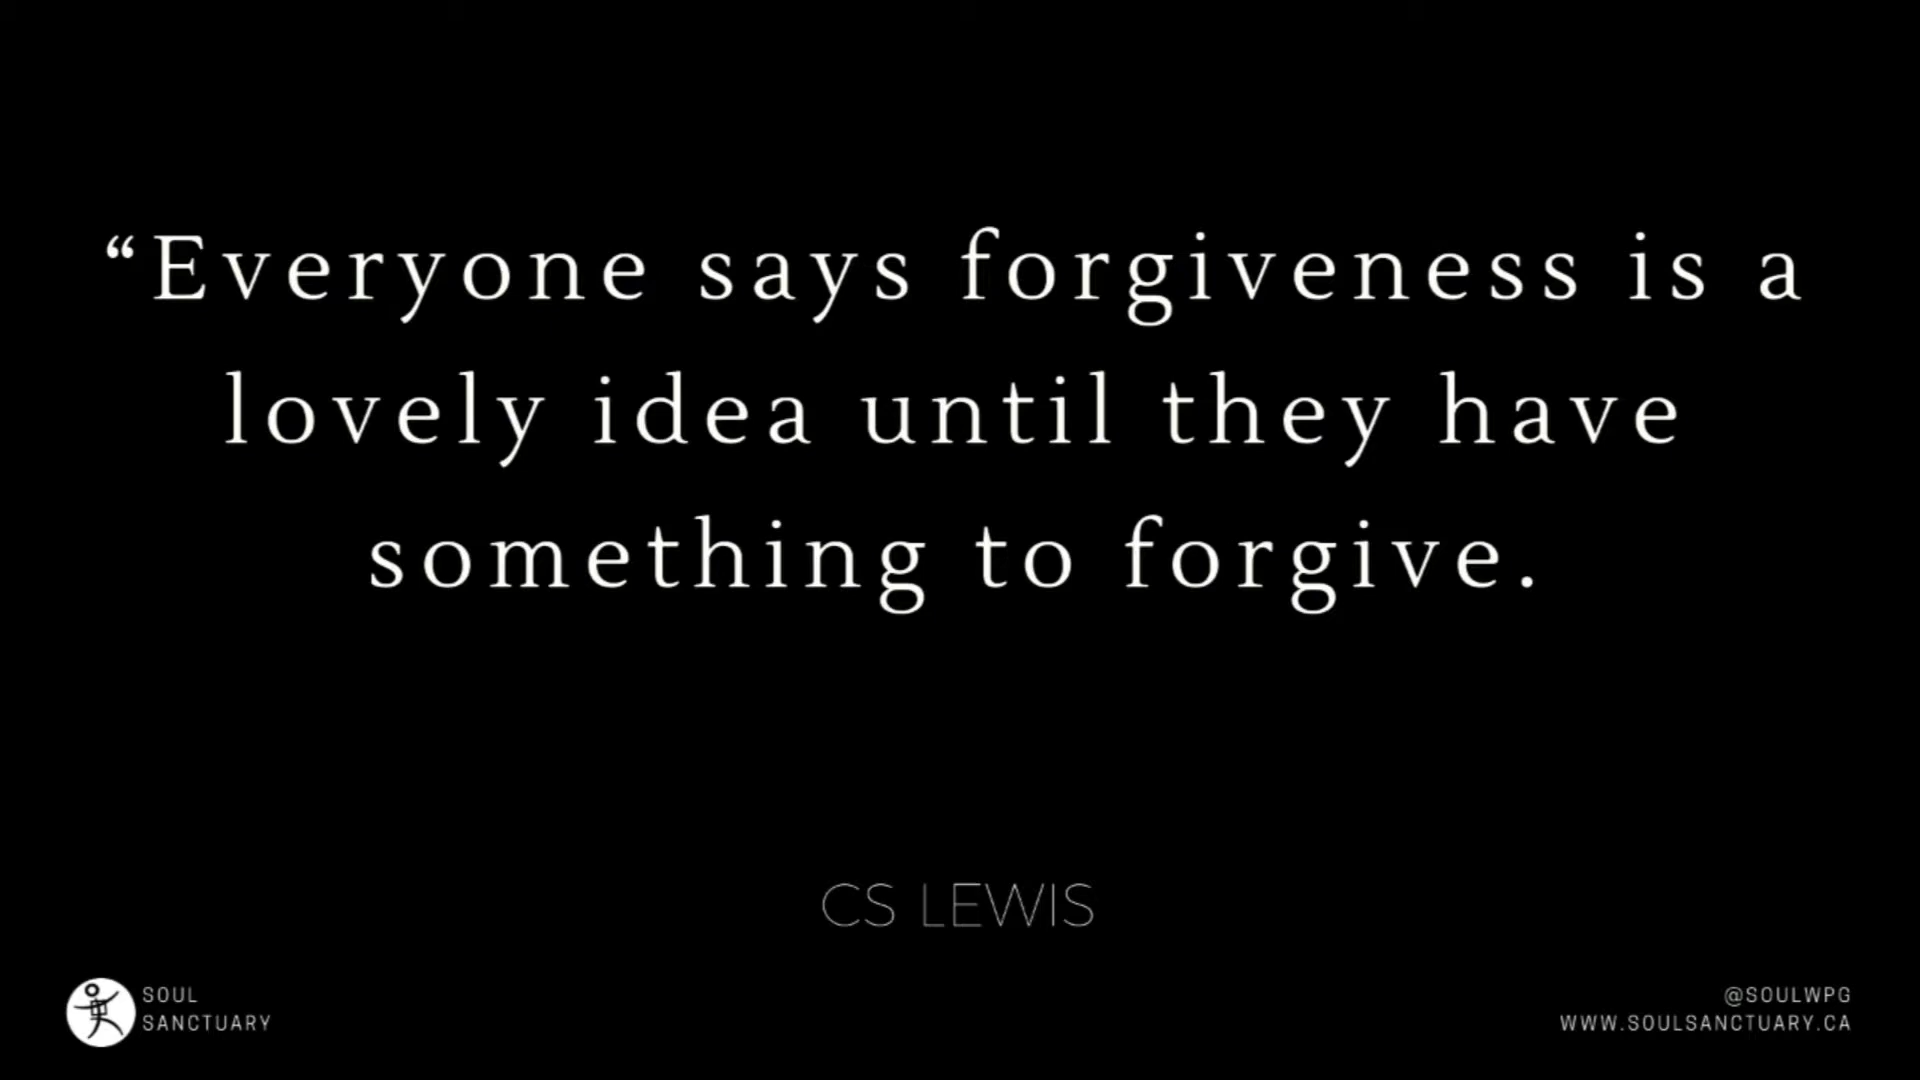 “Everyone says forgiveness is a
lovely idea until they have
something to forgive.
CS LEWIS
SOUL
SANCTUARY
@SOULWPG
WWW.SOULSANCTUARY.CA